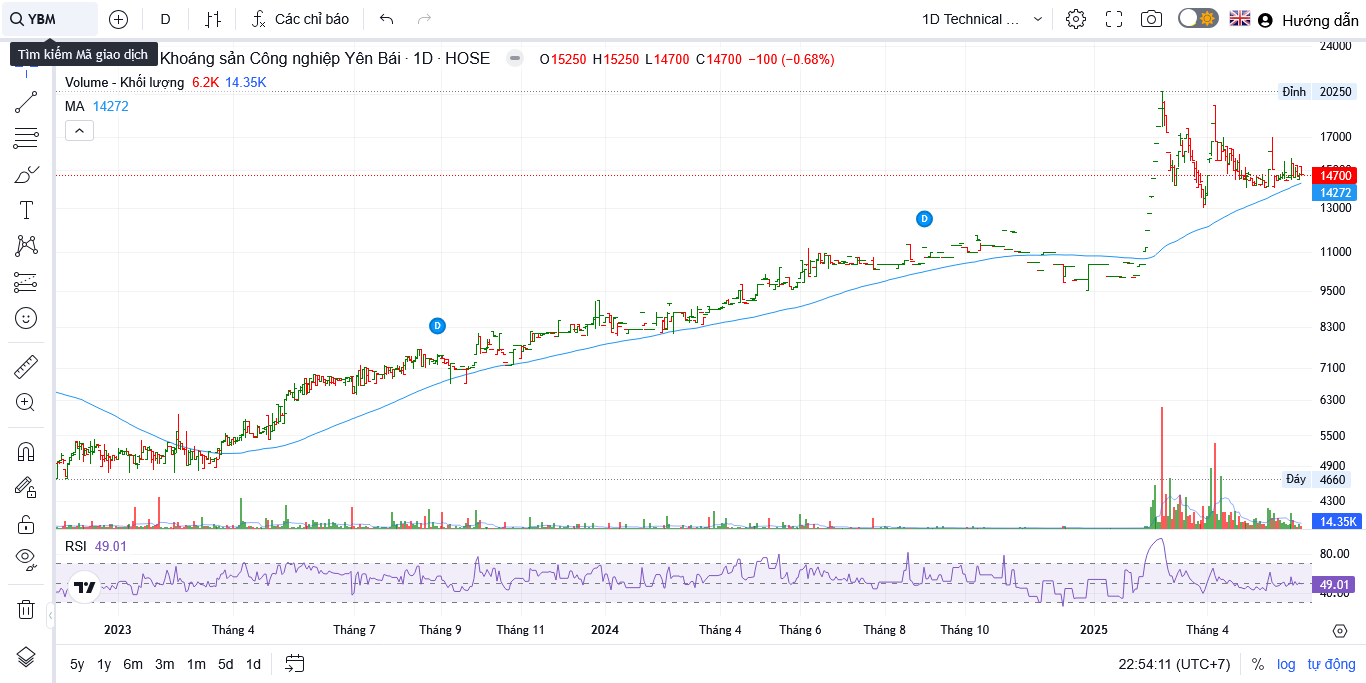 YBM
D
Các chỉ báo
1D Technical ...
Hướng dẫn
Tìm kiếm Mã giao dịch
Khoáng sản Công nghiệp Yên Bái · 1D · HOSE
O15250 H15250 L14700 C14700 −100 (−0.68%)
Volume - Khối lượng 6.2K 14.35K
MA 14272
24000
Đỉnh 20250
17000
14700
14272
13000
11000
9500
8300
7100
6300
5500
4900
Đáy 4660
4300
14.35K
D
D
RSI 49.01
80.00
49.01
40.00
2023
Tháng 4
Tháng 7
Tháng 9
Tháng 11
2024
Tháng 4
Tháng 6
Tháng 8
Tháng 10
2025
Tháng 4
5y 1y 6m 3m 1m 5d 1d
22:54:11 (UTC+7)
% log tự động